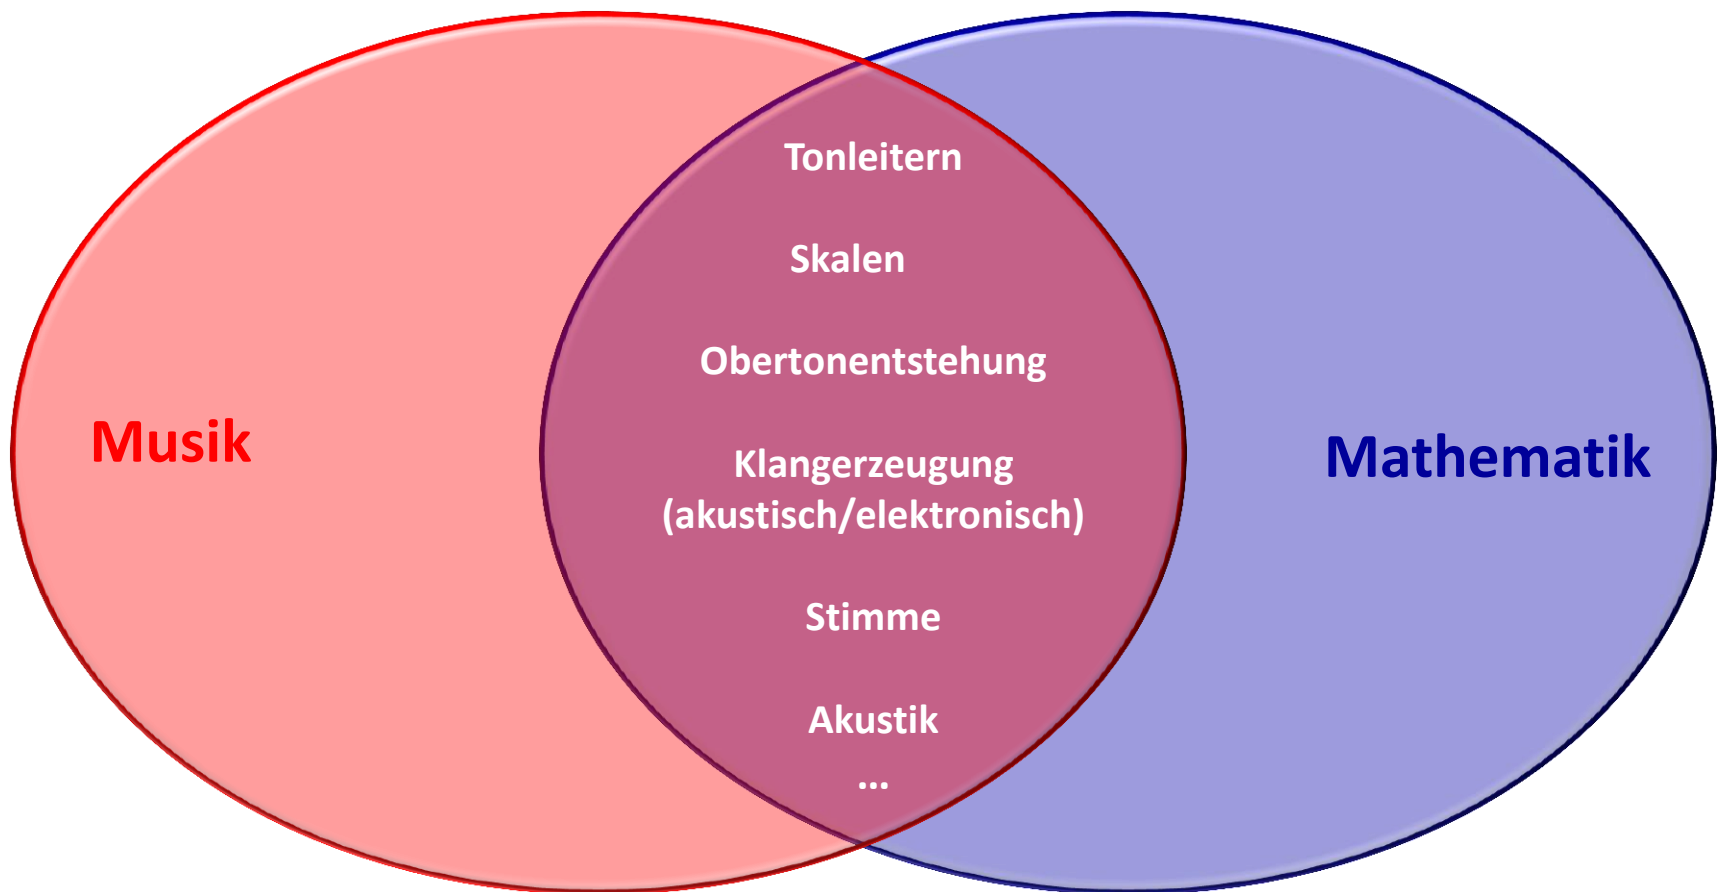 Tonleitern
Skalen
Obertonentstehung
Musik
Mathematik
Klangerzeugung
(akustisch/elektronisch)
Stimme
Akustik
...